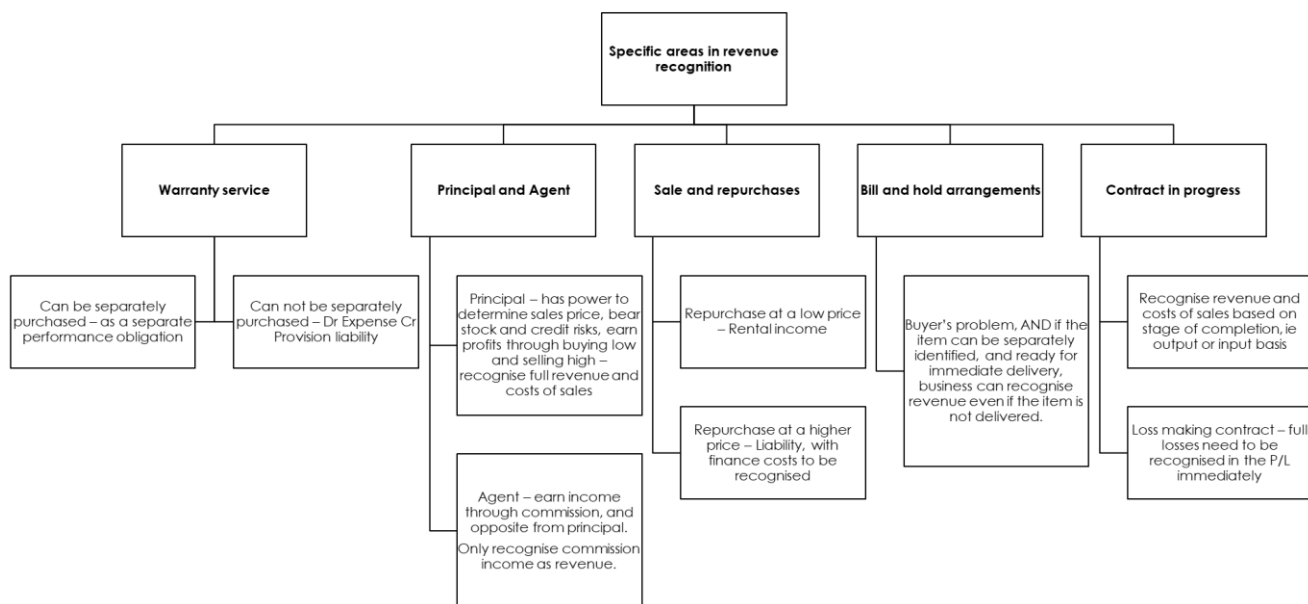 Specific areas in revenue
recognition
Warranty service
Principal and Agent
Sale and repurchases
Bill and hold arrangements
Contract in progress
Can be separately
purchased – as a separate
performance obligation
Can not be separately
purchased – Dr Expense Cr
Provision liability
Principal – has power to
determine sales price, bear
stock and credit risks, earn
profits through buying low
and selling high –
recognise full revenue and
costs of sales
Agent – earn income
through commission, and
opposite from principal.
Only recognise commission
income as revenue.
Repurchase at a low price
– Rental income
Repurchase at a higher
price – Liability, with
finance costs to be
recognised
Buyer's problem, AND if the
item can be separately
identified, and ready for
immediate delivery,
business can recognise
revenue even if the item is
not delivered.
Recognise revenue and
costs of sales based on
stage of completion, ie
output or input basis
Loss making contract – full
losses need to be
recognised in the P/L
immediately